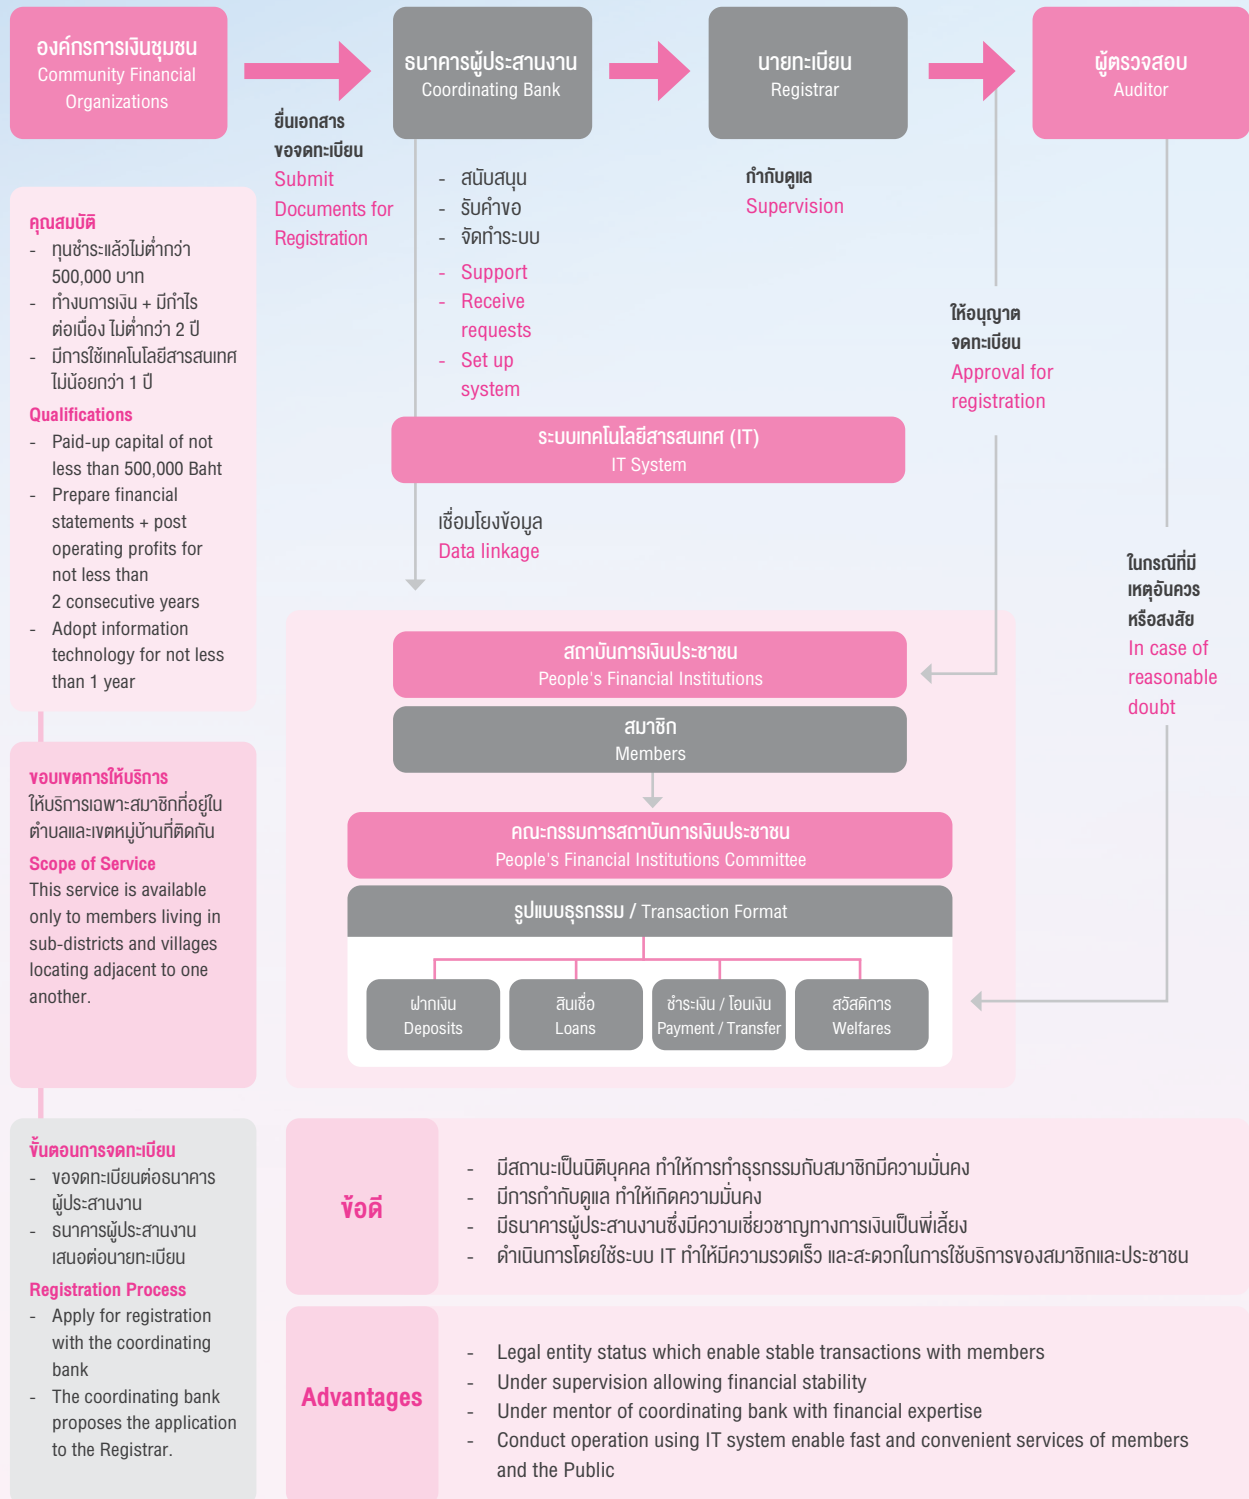 องค์กรการเงินชุมชน
Community Financial
Organizations
ธนาคารผู้ประสานงาน
Coordinating Bank
นายทะเบียน
Registrar
ผู้ตรวจสอบ
Auditor
ยื่นเอกสาร
ขอจดทะเบียน
Submit
Documents for
Registration
- สนับสนุน
- รับคำขอ
- จัดทำระบบ
- Support
- Receive
requests
- Set up
system
กำกับดูแล
Supervision
ให้อนุญาต
จดทะเบียน
Approval for
registration
ในกรณีที่มี
เหตุอันควร
หรือสงสัย
In case of
reasonable
doubt
คุณสมบัติ
- ทุนชำระแล้วไม่ต่ำกว่า
500,000 บาท
- ทำงบการเงิน + มีกำไร
ต่อเนื่อง ไม่ต่ำกว่า 2 ปี
- มีการใช้เทคโนโลยีสารสนเทศ
ไม่น้อยกว่า 1 ปี
Qualifications
- Paid-up capital of not
less than 500,000 Baht
- Prepare financial
statements + post
operating profits for
not less than
2 consecutive years
- Adopt information
technology for not less
than 1 year
ระบบเทคโนโลยีสารสนเทศ (IT)
IT System
เชื่อมโยงข้อมูล
Data linkage
สถาบันการเงินประชาชน
People's Financial Institutions
สมาชิก
Members
คณะกรรมการสถาบันการเงินประชาชน
People's Financial Institutions Committee
รูปแบบธุรกรรม / Transaction Format
ฝากเงิน
Deposits
สินเชื่อ
Loans
ชำระเงิน / โอนเงิน
Payment / Transfer
สวัสดิการ
Welfares
ขอบเขตการให้บริการ
ให้บริการเฉพาะสมาชิกที่อยู่ใน
ตำบลและเขตหมู่บ้านที่ติดกัน
Scope of Service
This service is available
only to members living in
sub-districts and villages
locating adjacent to one
another.
ขั้นตอนการจดทะเบียน
- ขอจดทะเบียนต่อธนาคาร
ผู้ประสานงาน
- ธนาคารผู้ประสานงาน
เสนอต่อนายทะเบียน
Registration Process
- Apply for registration
with the coordinating
bank
- The coordinating bank
proposes the application
to the Registrar.
ข้อดี
- มีสถานะเป็นนิติบุคคล ทำให้การทำธุรกรรมกับสมาชิกมีความมั่นคง
- มีการกำกับดูแล ทำให้เกิดความมั่นคง
- มีธนาคารผู้ประสานงานซึ่งมีความเชี่ยวชาญทางการเงินเป็นพี่เลี้ยง
- ดำเนินการโดยใช้ระบบ IT ทำให้มีความรวดเร็ว และสะดวกในการใช้บริการของสมาชิกและประชาชน
Advantages
- Legal entity status which enable stable transactions with members
- Under supervision allowing financial stability
- Under mentor of coordinating bank with financial expertise
- Conduct operation using IT system enable fast and convenient services of members
and the Public